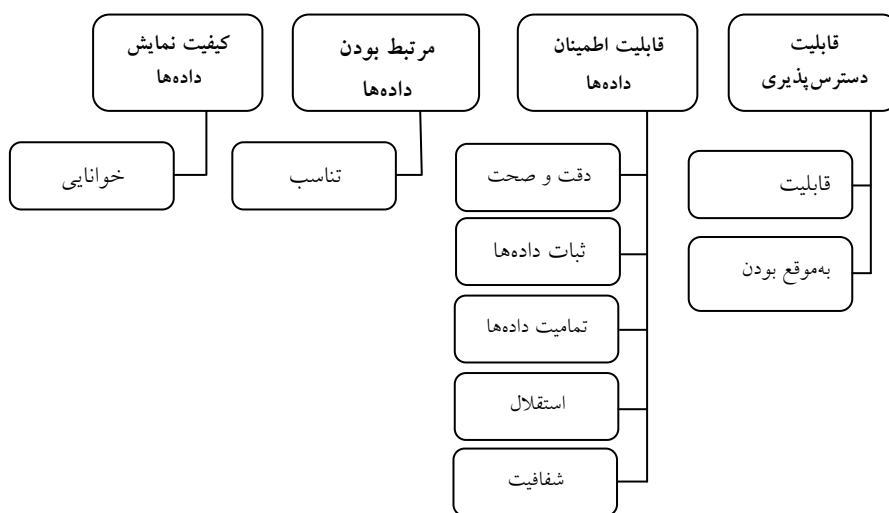 قابلیت
دسترس‌پذیری
قابلیت
به‌موقع بودن
قابلیت اطمینان
داده‌ها
دقت و صحت
ثبات داده‌ها
تمامیت داده‌ها
استقلال
شفافیت
مرتبط بودن
داده‌ها
تناسب
کیفیت نمایش
داده‌ها
خوانایی